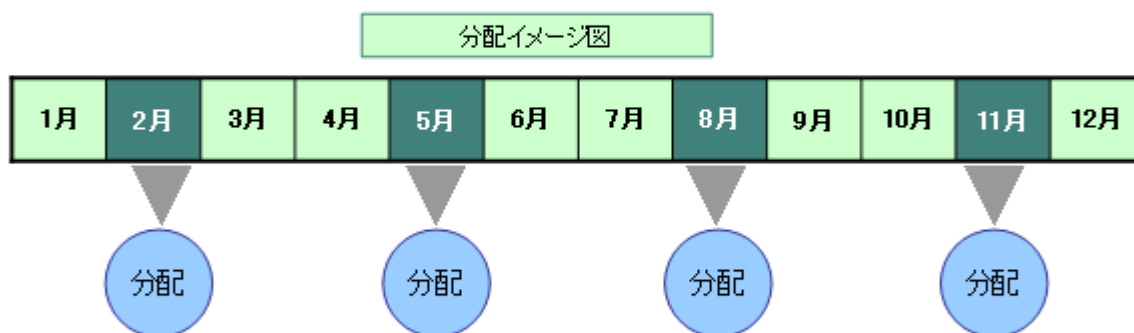 分配イメージ図
1月 2月 3月 4月 5月 6月 7月 8月 9月 10月 11月 12月
分配 分配 分配 分配